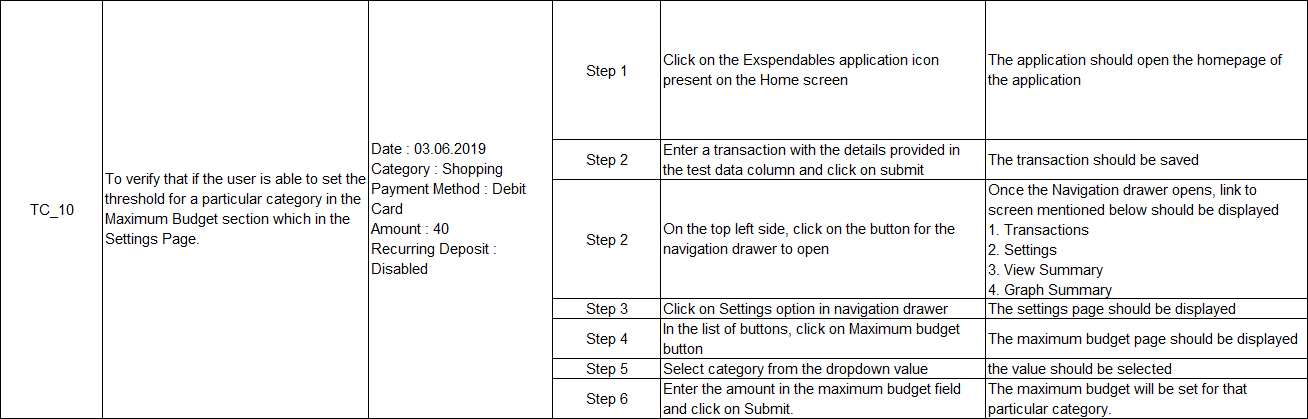 TC_10
To verify that if the user is able to set the
threshold for a particular category in the
Maximum Budget section which in the
Settings Page.
Date : 03.06.2019
Category : Shopping
Payment Method : Debit
Card
Amount : 40
Recurring Deposit :
Disabled
Step 1
Click on the Exspendables application icon
present on the Home screen
The application should open the homepage of
the application
Step 2
Enter a transaction with the details provided in
the test data column and click on submit
The transaction should be saved
Step 2
On the top left side, click on the button for the
navigation drawer to open
Once the Navigation drawer opens, link to
screen mentioned below should be displayed
1. Transactions
2. Settings
3. View Summary
4. Graph Summary
Step 3
Click on Settings option in navigation drawer
The settings page should be displayed
Step 4
In the list of buttons, click on Maximum budget
button
The maximum budget page should be displayed
Step 5
Select category from the dropdown value
the value should be selected
Step 6
Enter the amount in the maximum budget field
and click on Submit.
The maximum budget will be set for that
particular category.